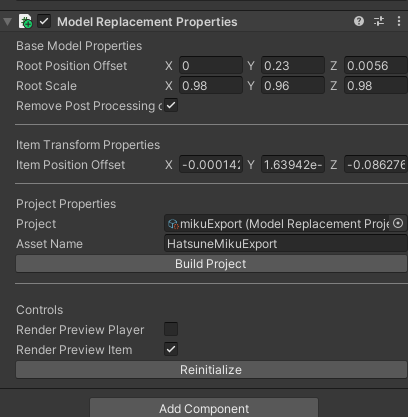 Model Replacement Properties
Base Model Properties
Root Position Offset X 0 Y 0.23 Z 0.0056
Root Scale X 0.98 Y 0.96 Z 0.98
Remove Post Processing
Item Transform Properties
Item Position Offset X -0.000142 Y 1.63942e- Z -0.086276
Project Properties
Project mikuExport (Model Replacement Proje
Asset Name HatsuneMikuExport
Build Project
Controls
Render Preview Player
Render Preview Item
Reinitialize
Add Component